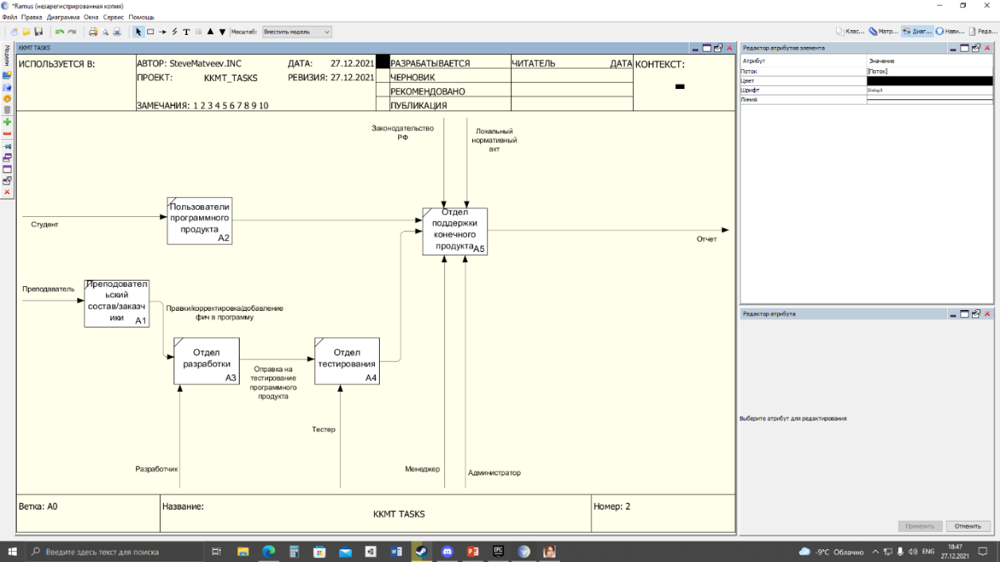 *Ramus (незарегистрированная копия)
Файл Правка Диаграмма Окна Сервис Помощь
Масштаб: Вместить модель
Клас... Матр... Диаг... Нави... Реда...
Модели
KKMT TASKS
ИСПОЛЬЗУЕТСЯ В:
АВТОР: SteveMatveev.INC
ДАТА: 27.12.2021
ПРОЕКТ: KKMT_TASKS
РЕВИЗИЯ: 27.12.2021
ЗАМЕЧАНИЯ: 1 2 3 4 5 6 7 8 9 10
РАЗРАБАТЫВАЕТСЯ
ЧЕРНОВИК
РЕКОМЕНДОВАНО
ПУБЛИКАЦИЯ
ЧИТАТЕЛЬ
ДАТА
КОНТЕКСТ:
Законодательство
РФ
Локальный
нормативный
акт
Студент
Пользователи
программного
продукта
A2
Отдел
поддержки
конечного
продукта
A5
Отчет
Преподаватель
Преподовател
ьский
состав/заказч
ики
A1
Правки/корректировка/добавление
фич в программу
Отдел
разработки
A3
Оправка на
тестирование
программного
продукта
Отдел
тестирования
A4
Тестер
Разработчик
Менеджер
Администратор
Ветка: A0
Название:
KKMT TASKS
Номер: 2
Редактор атрибутов элемента
Атрибут Значение
Поток [Поток]
Цвет
Шрифт
Линия
Редактор атрибута
Выберите атрибут для редактирования
Применить Отменить
Введите здесь текст для поиска
-9°C Облачно
ENG
18:47
27.12.2021